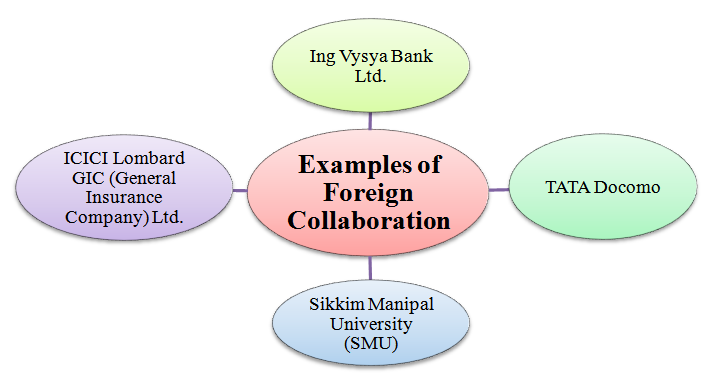 Ing Vysya Bank
Ltd.
ICICI Lombard
GIC (General
Insurance
Company) Ltd.
Examples of
Foreign
Collaboration
TATA Docomo
Sikkim Manipal
University
(SMU)